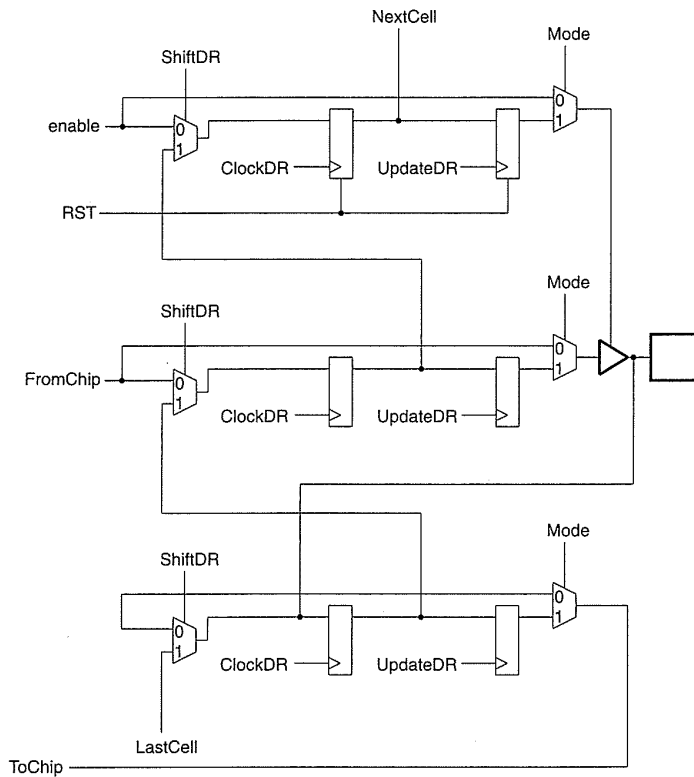 NextCell
Mode
ShiftDR
enable
0
1
0
1
ClockDR
UpdateDR
RST
Mode
ShiftDR
FromChip
0
1
0
1
ClockDR
UpdateDR
Mode
ShiftDR
0
1
0
1
ClockDR
UpdateDR
LastCell
ToChip